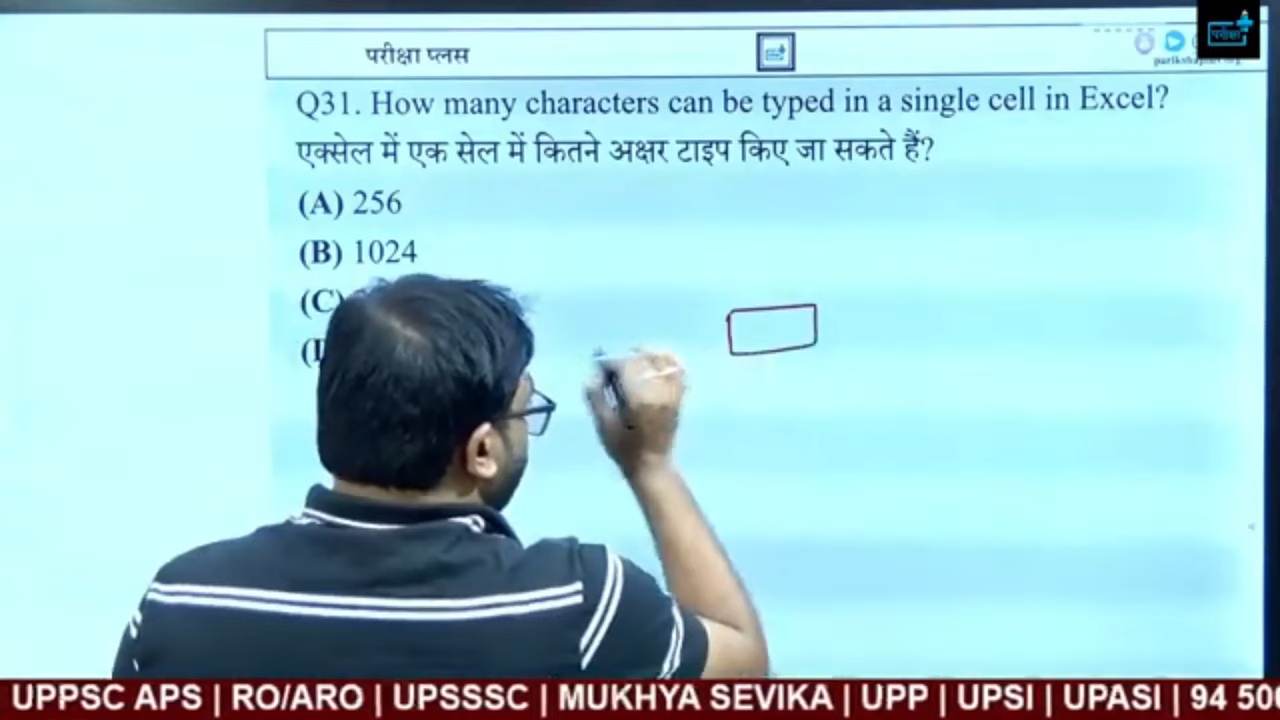 परीक्षा प्लस
परीक्षा
Q31. How many characters can be typed in a single cell in Excel?
एक्सेल में एक सेल में कितने अक्षर टाइप किए जा सकते हैं?
(A) 256
(B) 1024
(C)
UPPSC APS | RO/ARO | UPSSSC | MUKHYA SEVIKA | UPP | UPSI | UPASI | 94 50